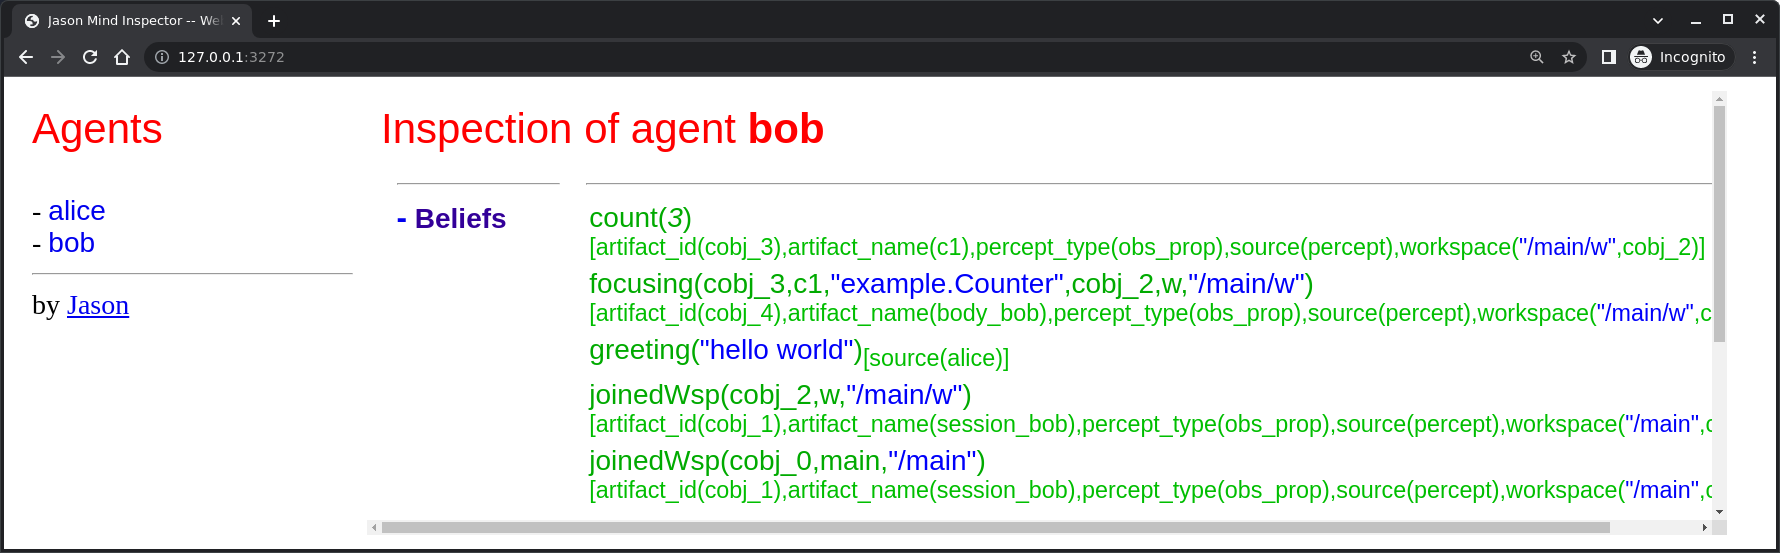 Jason Mind Inspector -- We
127.0.0.1:3272
Incognito
Agents
- alice
- bob
by Jason
Inspection of agent bob
- Beliefs
count(3)
[artifact_id(cobj_3),artifact_name(c1),percept_type(obs_prop),source(percept),workspace("/main/w",cobj_2)]
focusing(cobj_3,c1,"example.Counter",cobj_2,w,"/main/w")
[artifact_id(cobj_4),artifact_name(body_bob),percept_type(obs_prop),source(percept),workspace("/main/w",c
greeting("hello world")[source(alice)]
joinedWsp(cobj_2,w,"/main/w")
[artifact_id(cobj_1),artifact_name(session_bob),percept_type(obs_prop),source(percept),workspace("/main",c
joinedWsp(cobj_0,main,"/main")
[artifact_id(cobj_1),artifact_name(session_bob),percept_type(obs_prop),source(percept),workspace("/main",c